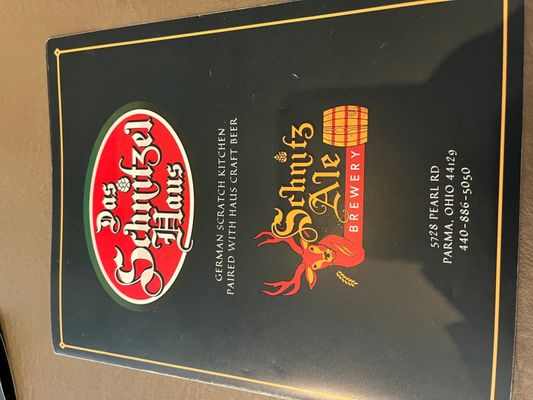 Das
Schnitzel
Haus
GERMAN SCRATCH KITCHEN
PAIRED WITH HAUS CRAFT BEER
Schnitz
Ale
BREWERY
5728 PEARL RD
PARMA, OHIO 44129
440-886-5050